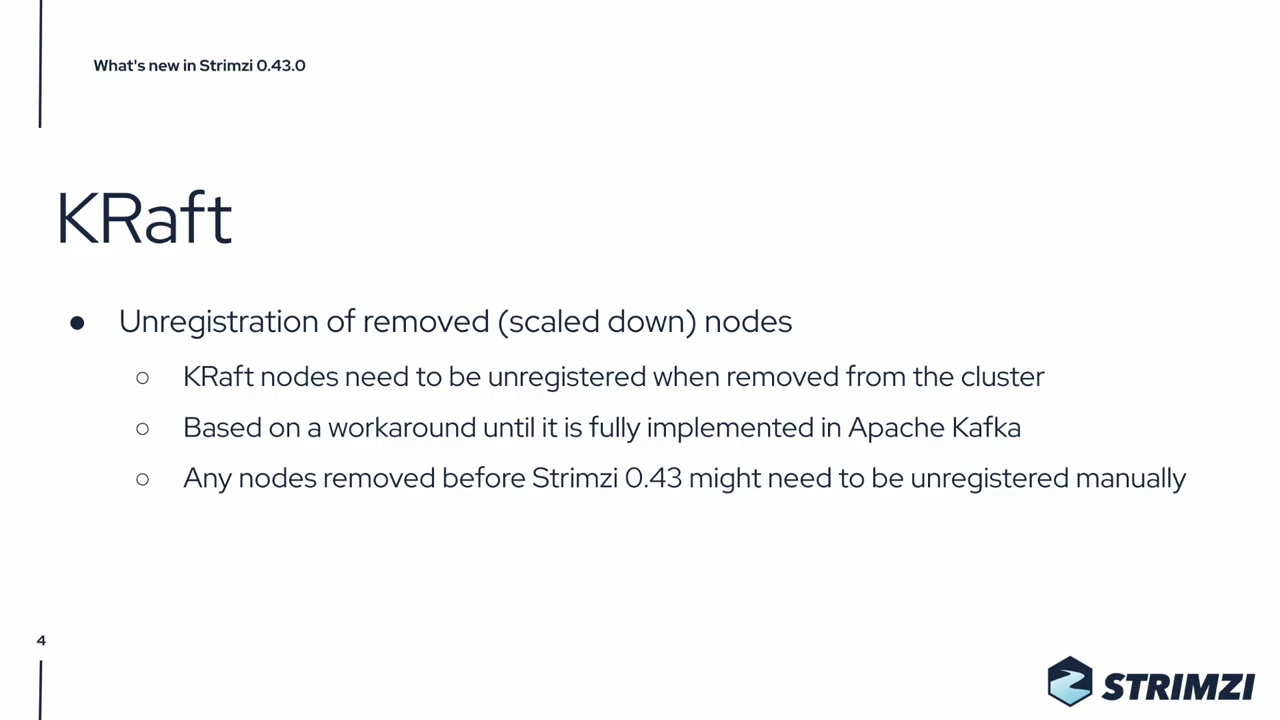 What's new in Strimzi 0.43.0
KRaft
● Unregistration of removed (scaled down) nodes
○ KRaft nodes need to be unregistered when removed from the cluster
○ Based on a workaround until it is fully implemented in Apache Kafka
○ Any nodes removed before Strimzi 0.43 might need to be unregistered manually
4
STRIMZI